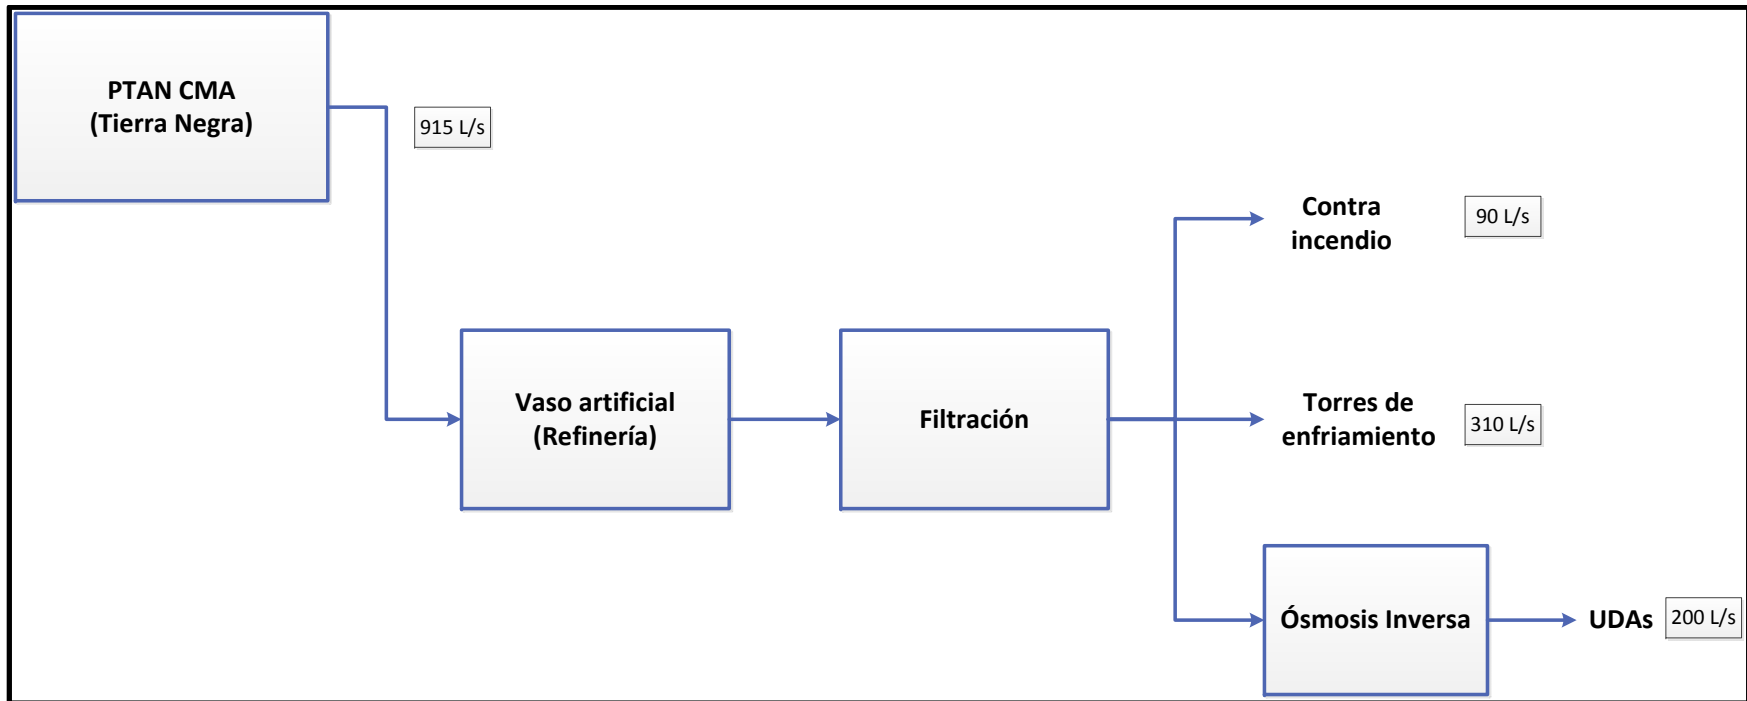 PTAN CMA
(Tierra Negra)
915 L/s
Contra
incendio
90 L/s
Vaso artificial
(Refinería)
Filtración
Torres de
enfriamiento
310 L/s
Ósmosis Inversa
UDAs
200 L/s